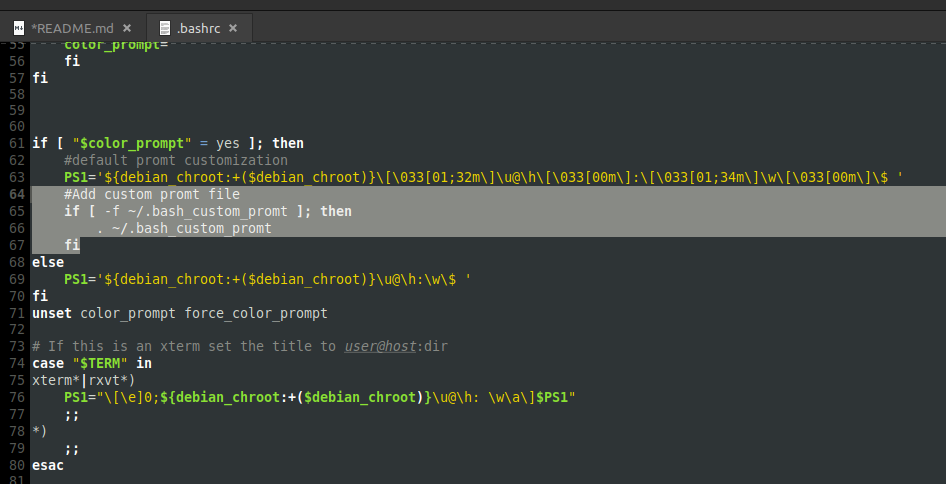 *README.md ×
.bashrc ×
55     color_prompt=
56     fi
57 fi
58
59
60
61 if [ "$color_prompt" = yes ]; then
62     #default promt customization
63     PS1='${debian_chroot:+($debian_chroot)}\[\033[01;32m\]\u@\h\[\033[00m\]:\[\033[01;34m\]\w\[\033[00m\]\$ '
64     #Add custom promt file
65     if [ -f ~/.bash_custom_promt ]; then
66         . ~/.bash_custom_promt
67     fi
68 else
69     PS1='${debian_chroot:+($debian_chroot)}\u@\h:\w\$ '
70 fi
71 unset color_prompt force_color_prompt
72
73 # If this is an xterm set the title to user@host:dir
74 case "$TERM" in
75 xterm*|rxvt*)
76     PS1="\[\e]0;${debian_chroot:+($debian_chroot)}\u@\h: \w\a\]$PS1"
77     ;;
78 *)
79     ;;
80 esac
81